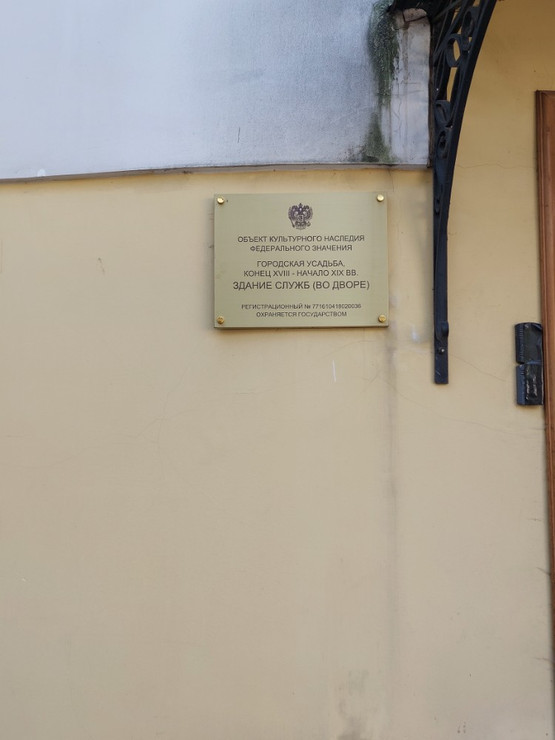 ОБЪЕКТ КУЛЬТУРНОГО НАСЛЕДИЯ
ФЕДЕРАЛЬНОГО ЗНАЧЕНИЯ
ГОРОДСКАЯ УСАДЬБА,
КОНЕЦ XVIII - НАЧАЛО XIX ВВ.
ЗДАНИЕ СЛУЖБ (ВО ДВОРЕ)
РЕГИСТРАЦИОННЫЙ № 771610418020036
ОХРАНЯЕТСЯ ГОСУДАРСТВОМ